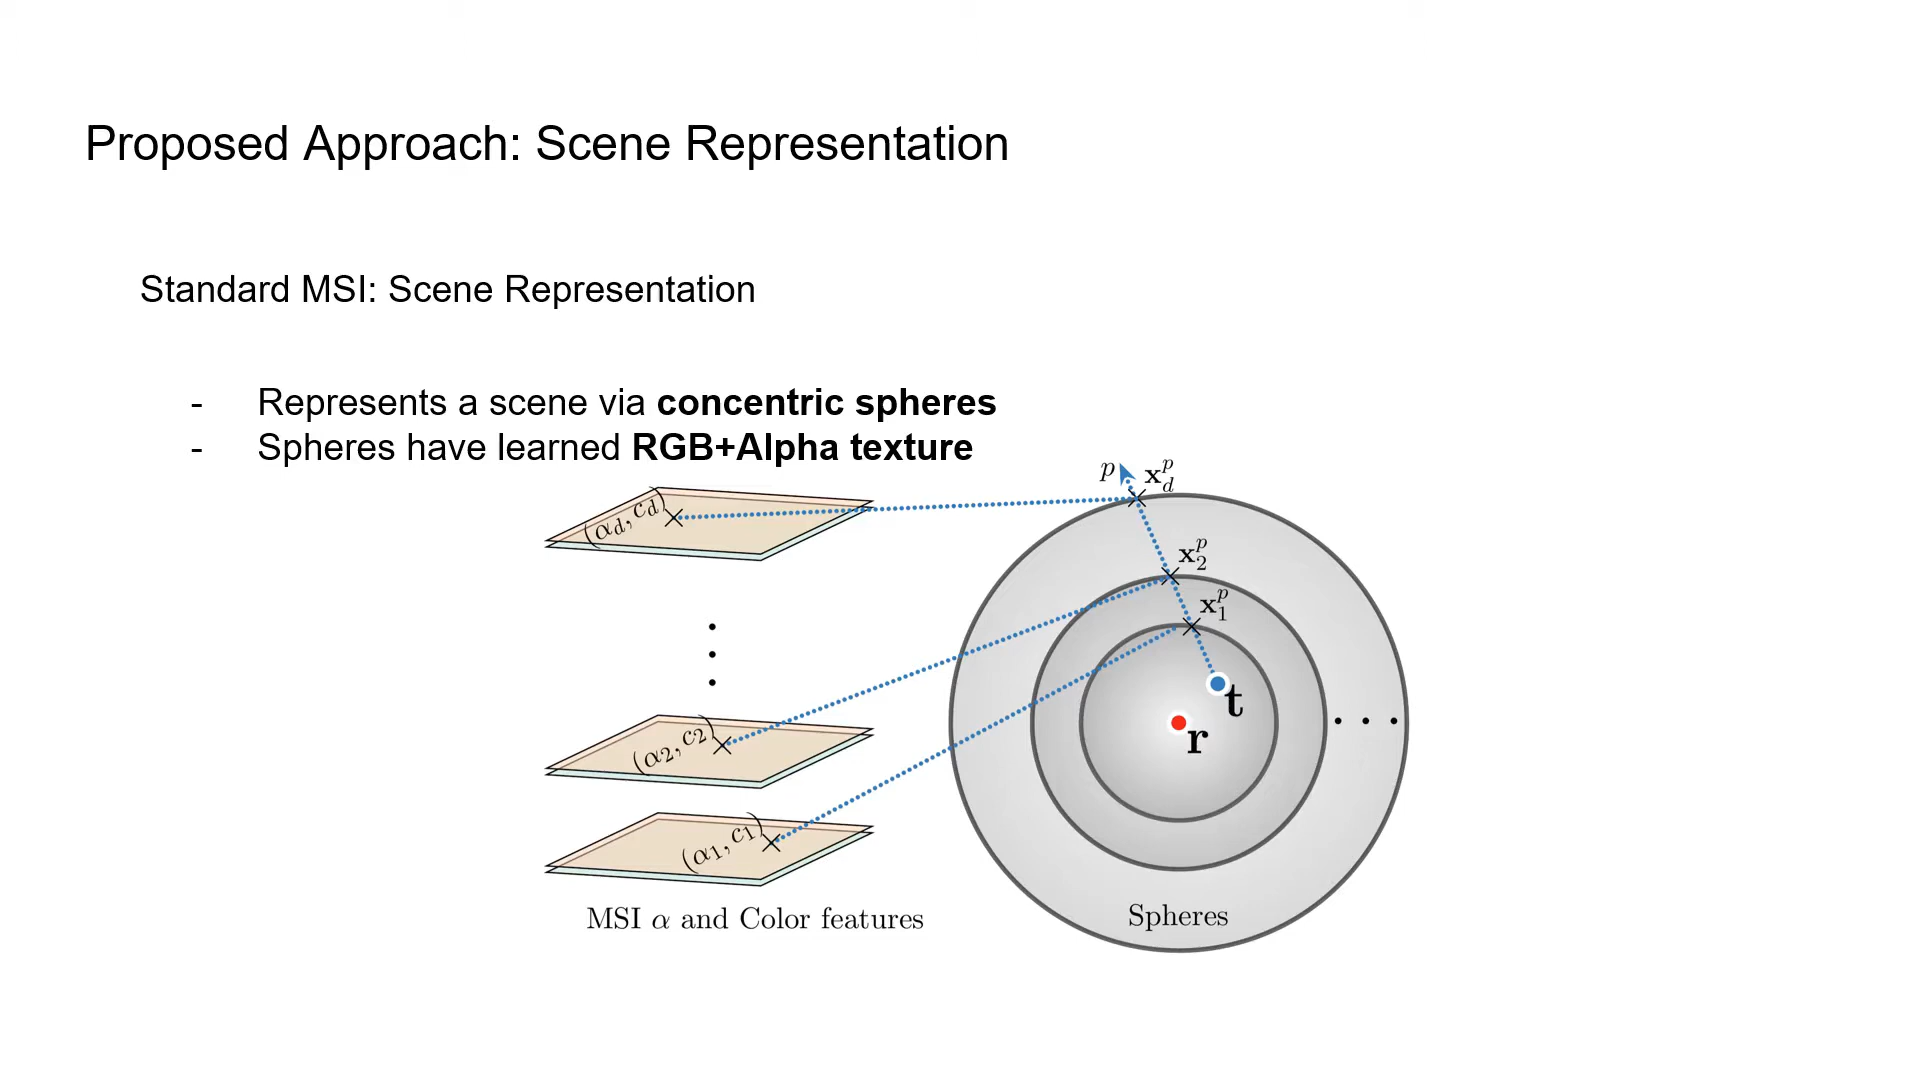 Proposed Approach: Scene Representation
Standard MSI: Scene Representation
- Represents a scene via concentric spheres
- Spheres have learned RGB+Alpha texture
p
x_d^p
(α_d, c_d)
x_2^p
x_1^p
t
r
(α_2, c_2)
(α_1, c_1)
MSI α and Color features
Spheres